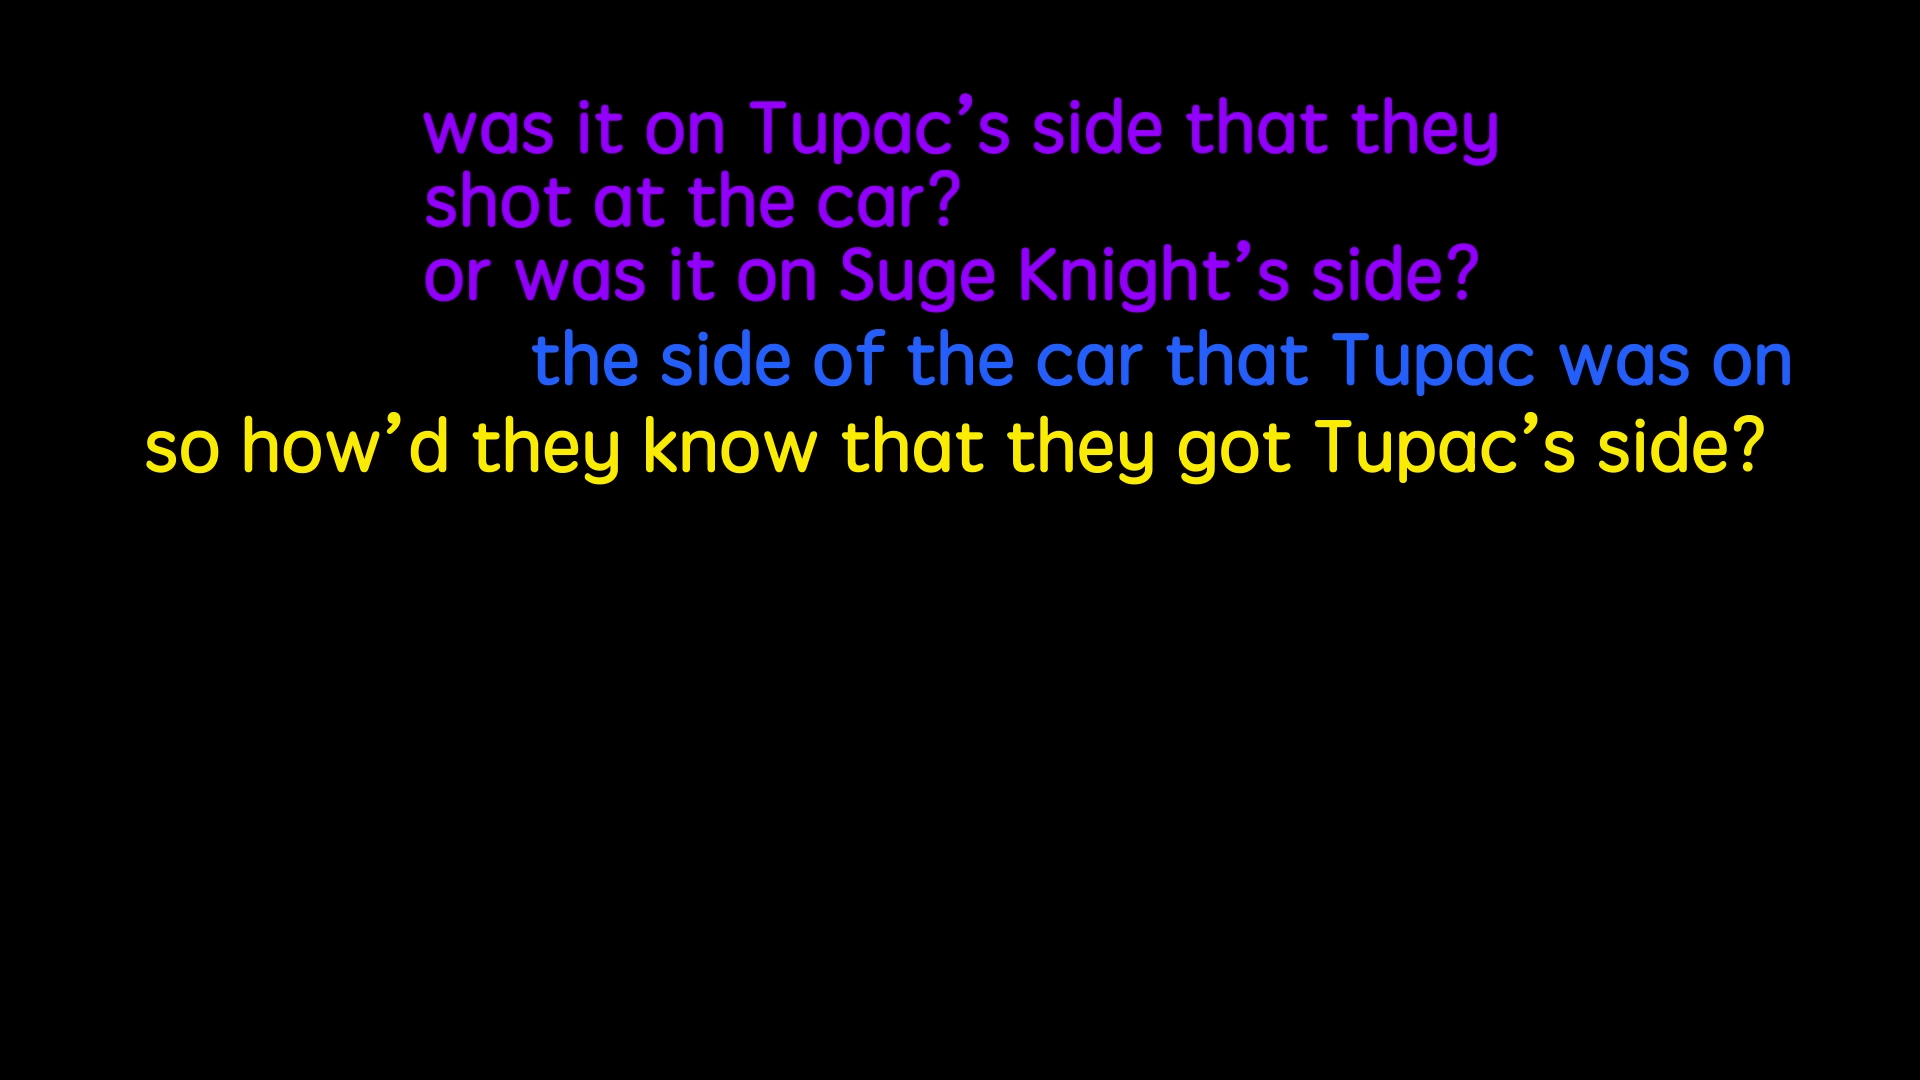 was it on Tupac’s side that they
shot at the car?
or was it on Suge Knight’s side?
the side of the car that Tupac was on
so how’d they know that they got Tupac’s side?